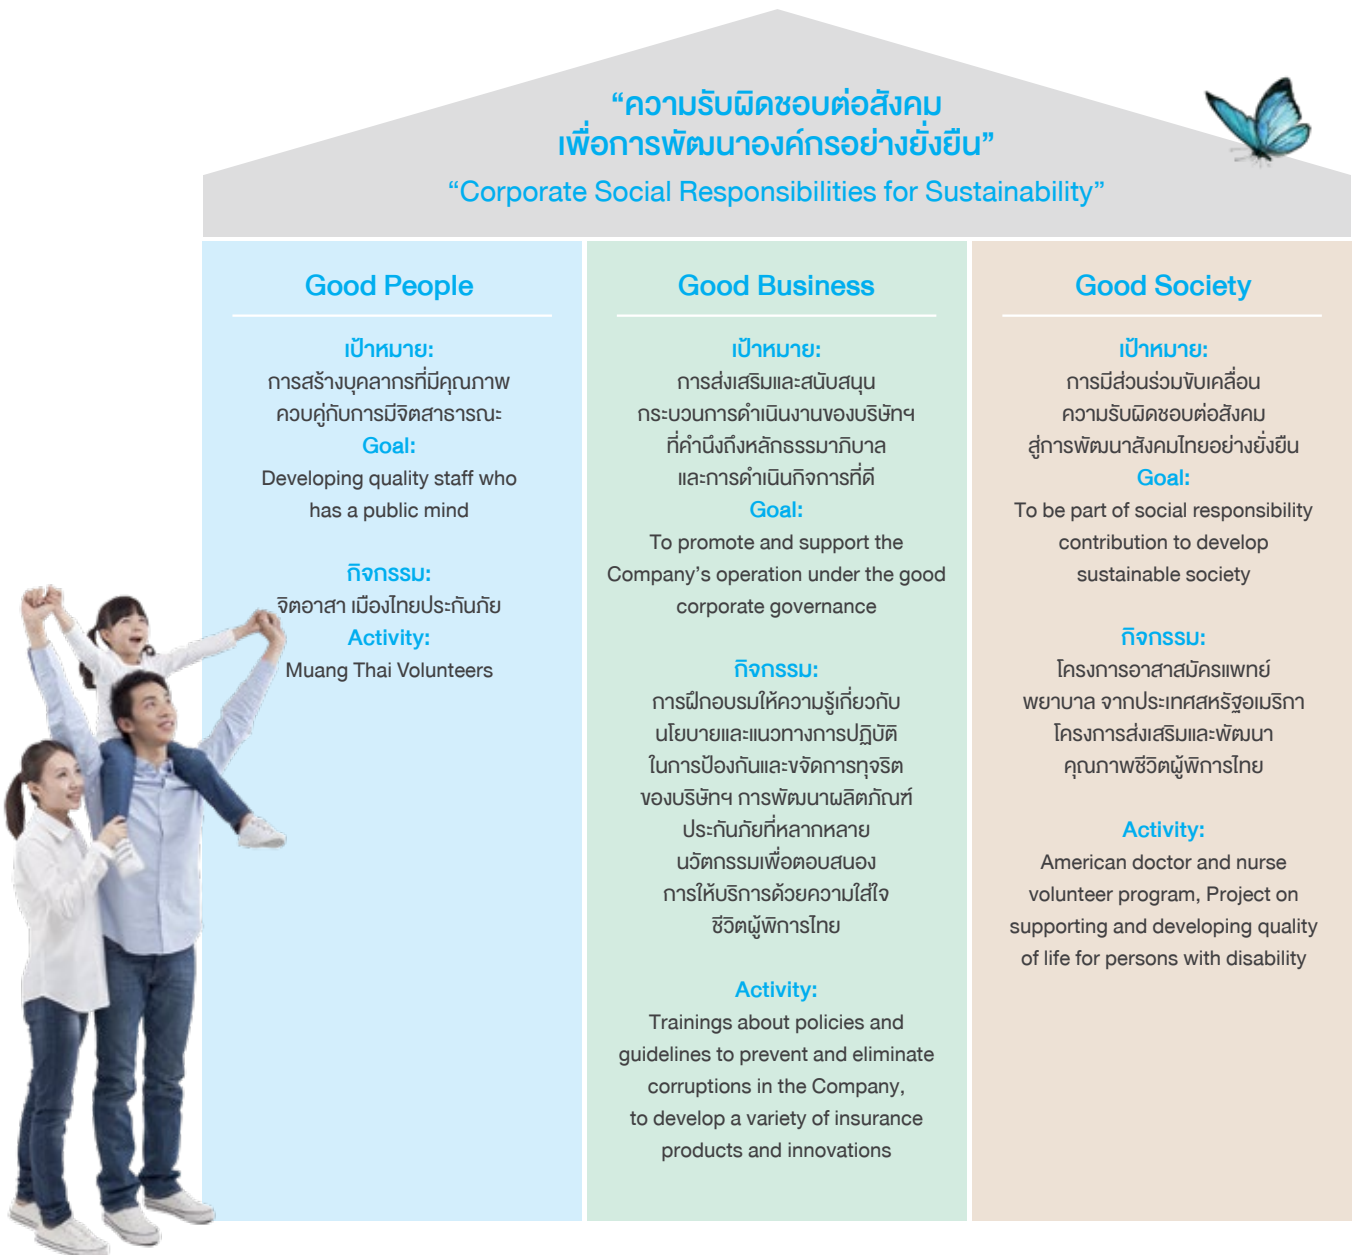 “ความรับผิดชอบต่อสังคม
เพื่อการพัฒนาองค์กรอย่างยั่งยืน”
“Corporate Social Responsibilities for Sustainability”
Good People
เป้าหมาย:
การสร้างบุคลากรที่มีคุณภาพ
ควบคู่กับการมีจิตสาธารณะ
Goal:
Developing quality staff who
has a public mind
กิจกรรม:
จิตอาสา เมืองไทยประกันภัย
Activity:
Muang Thai Volunteers
Good Business
เป้าหมาย:
การส่งเสริมและสนับสนุน
กระบวนการดำเนินงานของบริษัทฯ
ที่คำนึงถึงหลักธรรมาภิบาล
และการดำเนินกิจการที่ดี
Goal:
To promote and support the
Company’s operation under the good
corporate governance
กิจกรรม:
การฝึกอบรมให้ความรู้เกี่ยวกับ
นโยบายและแนวทางการปฏิบัติ
ในการป้องกันและขจัดการทุจริต
ของบริษัทฯ การพัฒนาผลิตภัณฑ์
ประกันภัยที่หลากหลาย
นวัตกรรมเพื่อตอบสนอง
การให้บริการด้วยความใส่ใจ
ชีวิตผู้พิการไทย
Activity:
Trainings about policies and
guidelines to prevent and eliminate
corruptions in the Company,
to develop a variety of insurance
products and innovations
Good Society
เป้าหมาย:
การมีส่วนร่วมขับเคลื่อน
ความรับผิดชอบต่อสังคม
สู่การพัฒนาสังคมไทยอย่างยั่งยืน
Goal:
To be part of social responsibility
contribution to develop
sustainable society
กิจกรรม:
โครงการอาสาสมัครแพทย์
พยาบาล จากประเทศสหรัฐอเมริกา
โครงการส่งเสริมและพัฒนา
คุณภาพชีวิตผู้พิการไทย
Activity:
American doctor and nurse
volunteer program, Project on
supporting and developing quality
of life for persons with disability